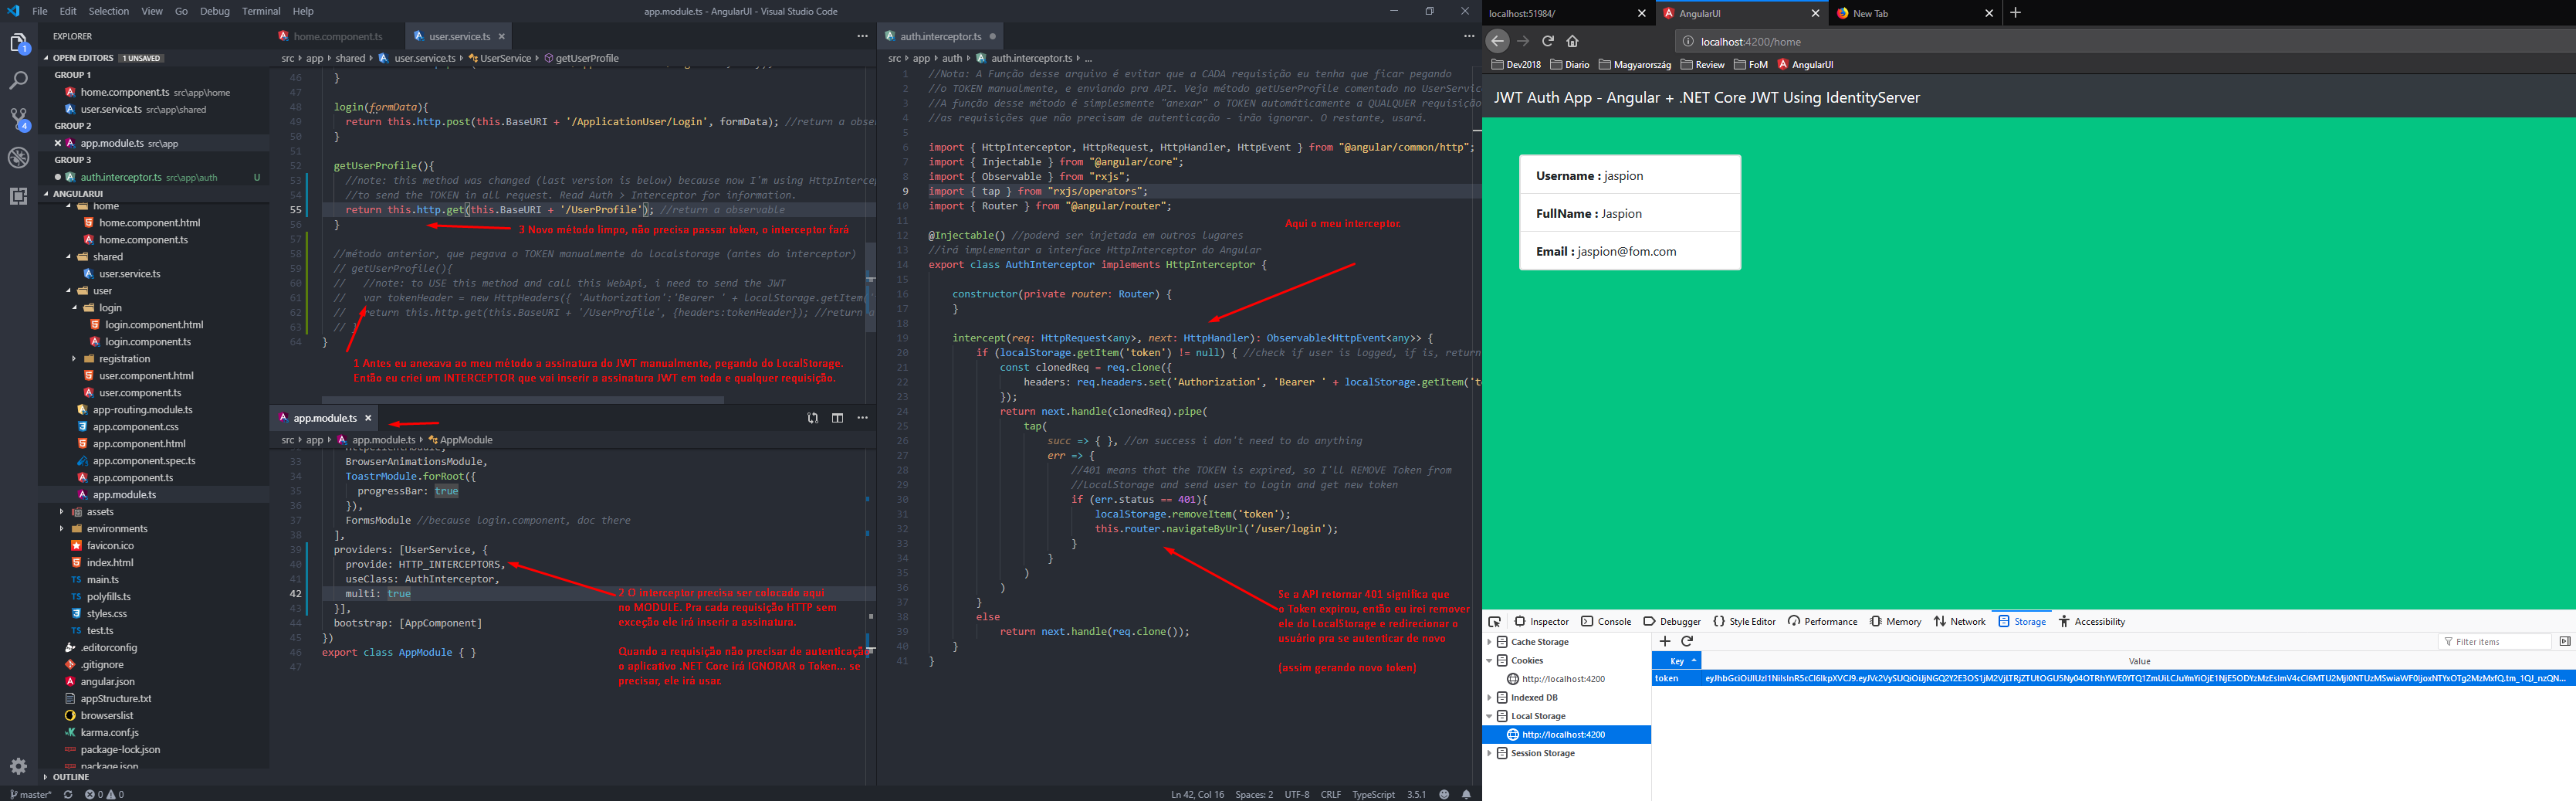 File Edit Selection View Go Debug Terminal Help
app.module.ts - AngularUI - Visual Studio Code
EXPLORER
OPEN EDITORS 1 UNSAVED
GROUP 1
home.component.ts src\app\home
user.service.ts src\app\shared
GROUP 2
app.module.ts src\app
GROUP 3
auth.interceptor.ts src\app\auth U
ANGULARUI
home
home.component.html
home.component.ts
shared
user.service.ts
user
login
login.component.html
login.component.ts
registration
user.component.html
user.component.ts
app-routing.module.ts
app.component.css
app.component.html
app.component.spec.ts
app.component.ts
app.module.ts
assets
environments
favicon.ico
index.html
main.ts
polyfills.ts
styles.css
test.ts
.editorconfig
.gitignore
angular.json
appStructure.txt
browserslist
karma.conf.js
package-lock.json
package.json
OUTLINE
master* 0 0
home.component.ts
user.service.ts
src app shared user.service.ts UserService getUserProfile
46 }
47
48 login(formData){
49 return this.http.post(this.BaseURI + '/ApplicationUser/Login', formData); //return a obse
50 }
51
52 getUserProfile(){
53 //note: this method was changed (last version is below) because now I'm using HttpIntercep
54 //to send the TOKEN in all request. Read Auth > Interceptor for information.
55 return this.http.get(this.BaseURI + '/UserProfile'); //return a observable
56 }
3 Novo método limpo, não precisa passar token, o interceptor fará
57
58 //método anterior, que pegava o TOKEN manualmente do localstorage (antes do interceptor)
59 // getUserProfile(){
60 // //note: to USE this method and call this WebApi, i need to send the JWT
61 // var tokenHeader = new HttpHeaders({ 'Authorization':'Bearer ' + localStorage.getItem(
62 // return this.http.get(this.BaseURI + '/UserProfile', {headers:tokenHeader}); //return a
63 // }
64 }
1 Antes eu anexava ao meu método a assinatura do JWT manualmente, pegando do LocalStorage.
Então eu criei um INTERCEPTOR que vai inserir a assinatura JWT em toda e qualquer requisição.
app.module.ts
src app app.module.ts AppModule
33 BrowserAnimationsModule,
34 ToastrModule.forRoot({
35 progressBar: true
36 }),
37 FormsModule //because login.component, doc there
38 ],
39 providers: [UserService, {
40 provide: HTTP_INTERCEPTORS,
41 useClass: AuthInterceptor,
42 multi: true
43 }],
44 bootstrap: [AppComponent]
45 })
46 export class AppModule { }
47
2 O interceptor precisa ser colocado aqui
no MODULE. Pra cada requisição HTTP sem
exceção ele irá inserir a assinatura.
Quando a requisição não precisar de autenticação
o aplicativo .NET Core irá IGNORAR o Token... se
precisar, ele irá usar.
auth.interceptor.ts
src app auth auth.interceptor.ts ...
1 //Nota: A Função desse arquivo é evitar que a CADA requisição eu tenha que ficar pegando
2 //o TOKEN manualmente, e enviando pra API. Veja método getUserProfile comentado no UserServic
3 //A função desse método é simplesmente "anexar" o TOKEN automáticamente a QUALQUER requisição
4 //as requisições que não precisam de autenticação - irão ignorar. O restante, usará.
5
6 import { HttpInterceptor, HttpRequest, HttpHandler, HttpEvent } from "@angular/common/http";
7 import { Injectable } from "@angular/core";
8 import { Observable } from "rxjs";
9 import { tap } from "rxjs/operators";
10 import { Router } from "@angular/router";
11
Aqui o meu interceptor.
12 @Injectable() //poderá ser injetada em outros lugares
13 //irá implementar a interface HttpInterceptor do Angular
14 export class AuthInterceptor implements HttpInterceptor {
15
16 constructor(private router: Router) {
17 }
18
19 intercept(req: HttpRequest<any>, next: HttpHandler): Observable<HttpEvent<any>> {
20 if (localStorage.getItem('token') != null) { //check if user is logged, if is, return
21 const clonedReq = req.clone({
22 headers: req.headers.set('Authorization', 'Bearer ' + localStorage.getItem('to
23 });
24 return next.handle(clonedReq).pipe(
25 tap(
26 succ => { }, //on success i don't need to do anything
27 err => {
28 //401 means that the TOKEN is expired, so I'll REMOVE Token from
29 //LocalStorage and send user to Login and get new token
30 if (err.status == 401){
31 localStorage.removeItem('token');
32 this.router.navigateByUrl('/user/login');
33 }
34 }
35 )
36 )
37 }
38 else
39 return next.handle(req.clone());
40 }
41 }
Se a API retornar 401 significa que
o Token expirou, então eu irei remover
ele do LocalStorage e redirecionar o
usuário pra se autenticar de novo
(assim gerando novo token)
Ln 42, Col 16 Spaces: 2 UTF-8 CRLF TypeScript 3.5.1
localhost:51984/
AngularUI
New Tab
localhost:4200/home
Dev2018 Diario Magyarország Review FoM AngularUI
JWT Auth App - Angular + .NET Core JWT Using IdentityServer
Username : jaspion
FullName : Jaspion
Email : jaspion@fom.com
Inspector Console Debugger Style Editor Performance Memory Network Storage Accessibility
Cache Storage
Cookies
http://localhost:4200
Indexed DB
Local Storage
http://localhost:4200
Session Storage
Filter items
Key Value
token